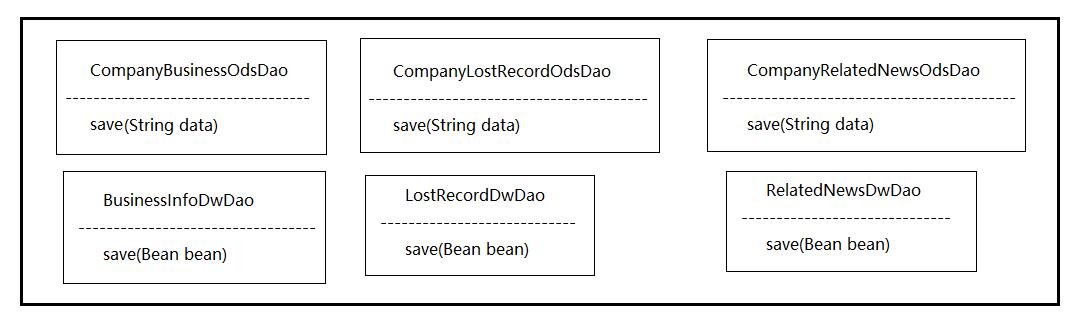 CompanyBusinessOdsDao
save(String data)
CompanyLostRecordOdsDao
save(String data)
CompanyRelatedNewsOdsDao
save(String data)
BusinessInfoDwDao
save(Bean bean)
LostRecordDwDao
save(Bean bean)
RelatedNewsDwDao
save(Bean bean)